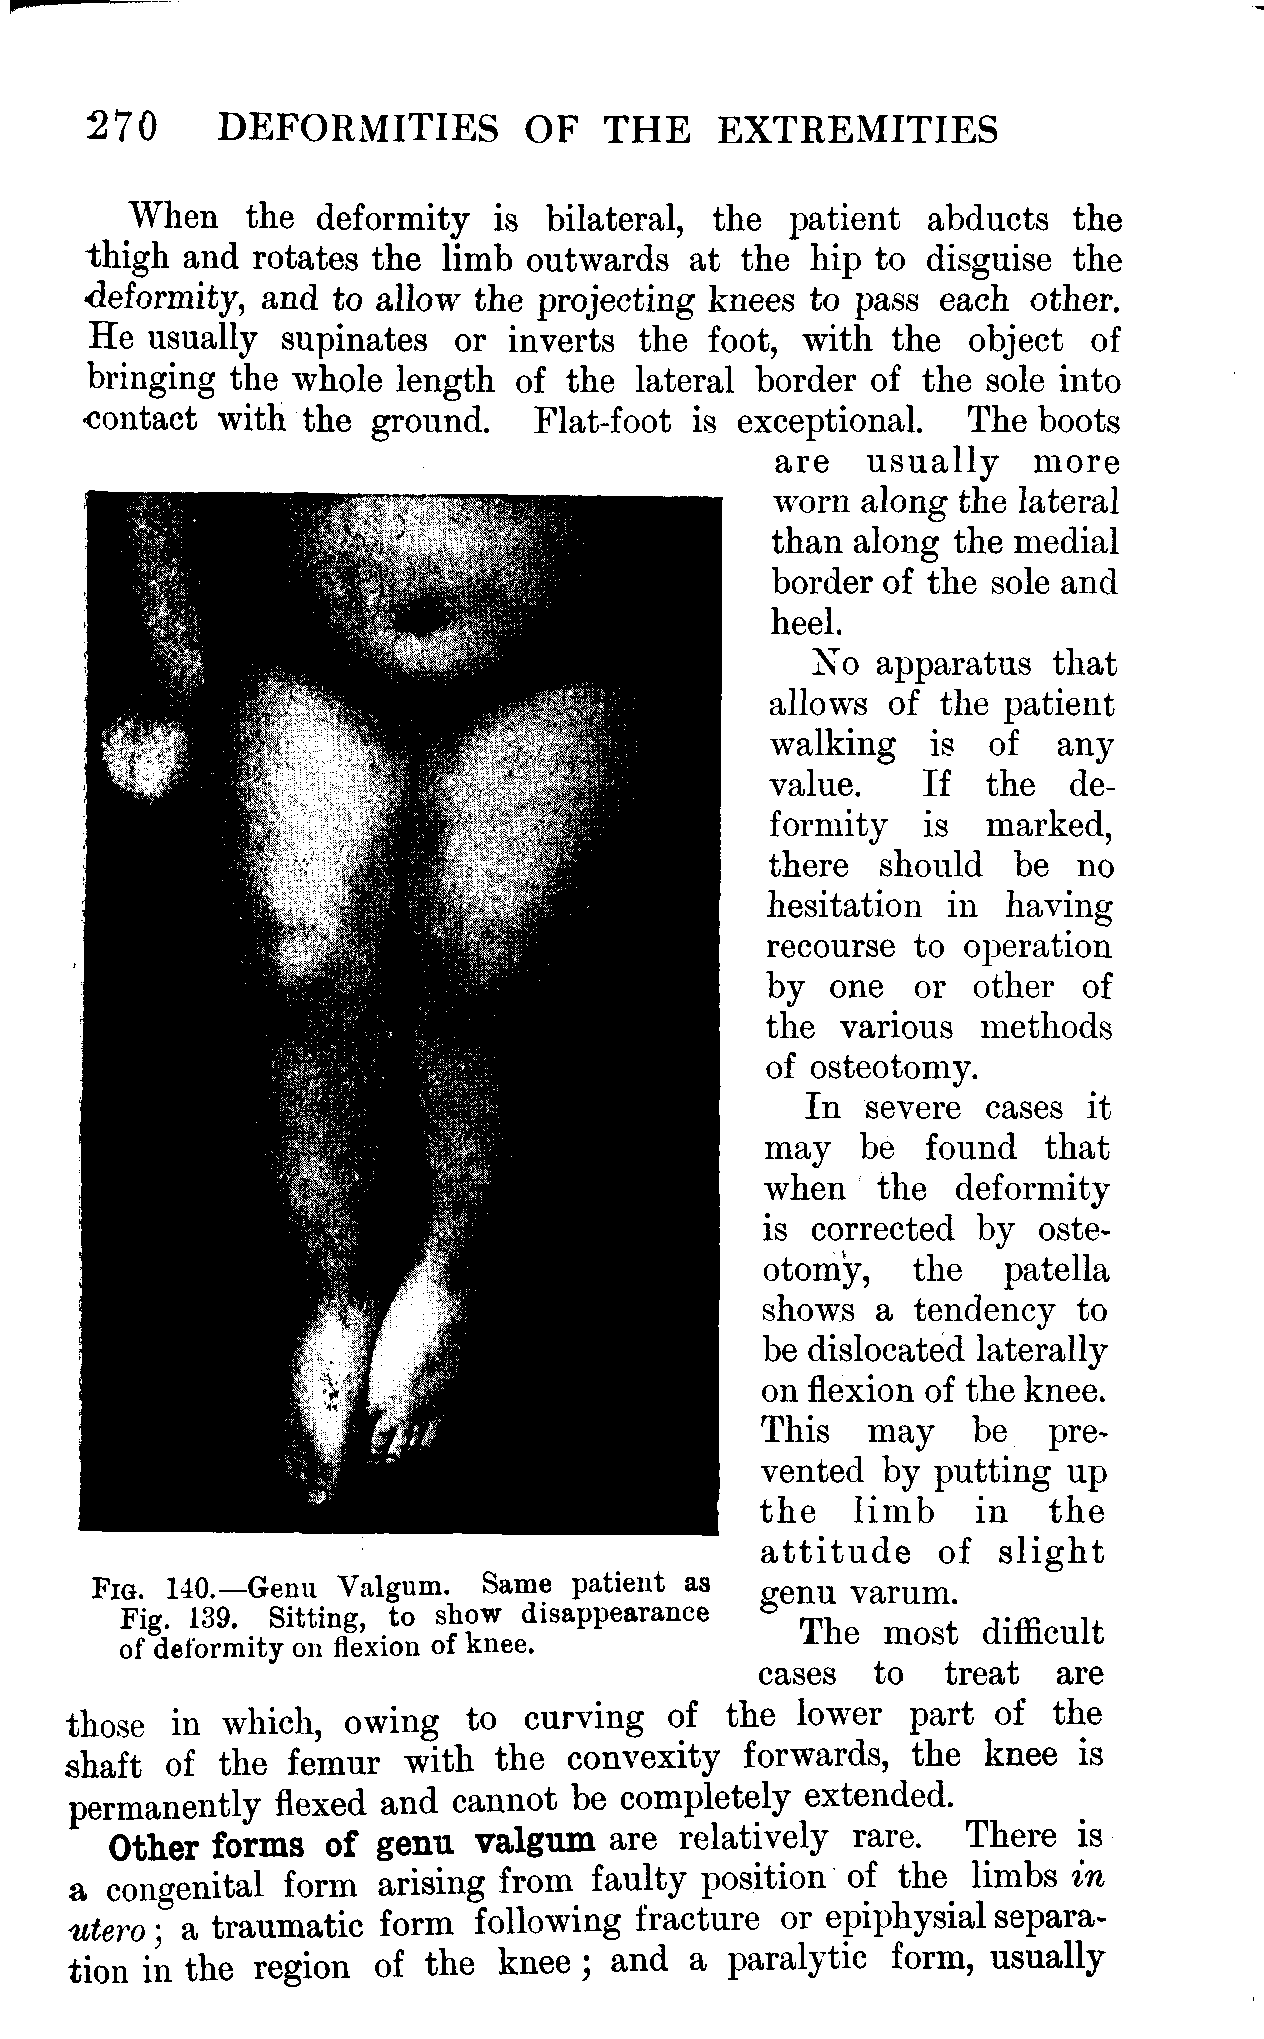 270 DEFORMITIES OF THE EXTREMITIES
When the deformity is bilateral, the patient abducts the
thigh and rotates the limb outwards at the hip to disguise the
deformity, and to allow the projecting knees to pass each other.
He usually supinates or inverts the foot, with the object of
bringing the whole length of the lateral border of the sole into
contact with the ground. Flat-foot is exceptional. The boots
are usually more
worn along the lateral
than along the medial
border of the sole and
heel.
No apparatus that
allows of the patient
walking is of any
value. If the de-
formity is marked,
there should be no
hesitation in having
recourse to operation
by one or other of
the various methods
of osteotomy.
In severe cases it
may be found that
when the deformity
is corrected by oste-
otomy, the patella
shows a tendency to
be dislocated laterally
on flexion of the knee.
This may be pre-
vented by putting up
the limb in the
attitude of slight
genu varum.
The most difficult
cases to treat are
FIG. 140.—Genu Valgum. Same patient as
Fig. 139. Sitting, to show disappearance
of deformity on flexion of knee.
those in which, owing to curving of the lower part of the
shaft of the femur with the convexity forwards, the knee is
permanently flexed and cannot be completely extended.
Other forms of genu valgum are relatively rare. There is
a congenital form arising from faulty position of the limbs in
utero; a traumatic form following fracture or epiphysial separa-
tion in the region of the knee; and a paralytic form, usually